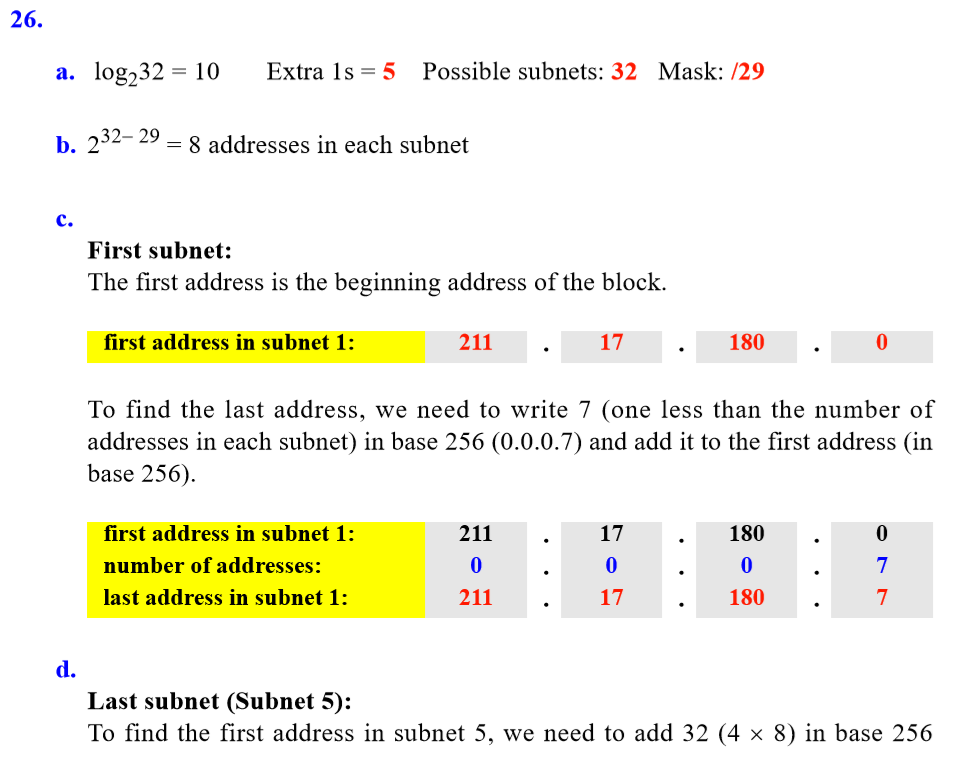 26.
a. log₂32 = 10 Extra 1s = 5 Possible subnets: 32 Mask: /29
b. 2³²⁻ ²⁹ = 8 addresses in each subnet
c.
First subnet:
The first address is the beginning address of the block.
first address in subnet 1: 211 . 17 . 180 . 0
To find the last address, we need to write 7 (one less than the number of
addresses in each subnet) in base 256 (0.0.0.7) and add it to the first address (in
base 256).
first address in subnet 1: 211 . 17 . 180 . 0
number of addresses: 0 . 0 . 0 . 7
last address in subnet 1: 211 . 17 . 180 . 7
d.
Last subnet (Subnet 5):
To find the first address in subnet 5, we need to add 32 (4 × 8) in base 256